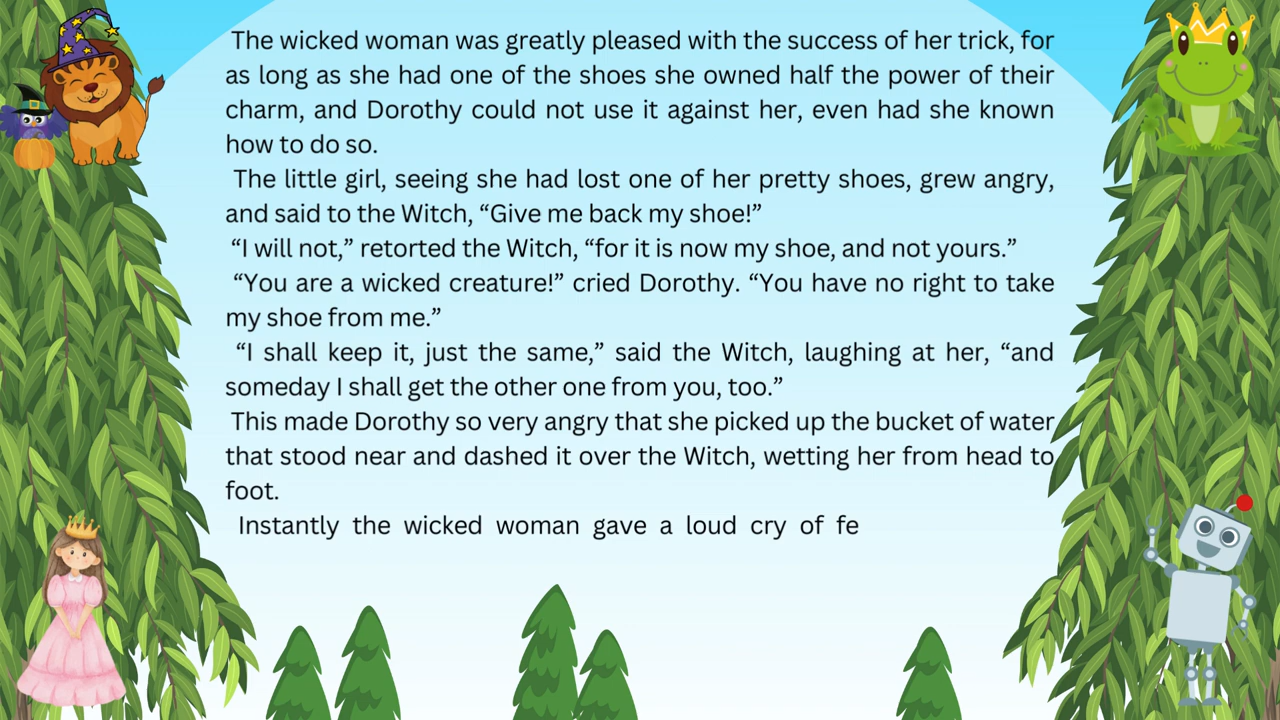 The wicked woman was greatly pleased with the success of her trick, for
as long as she had one of the shoes she owned half the power of their
charm, and Dorothy could not use it against her, even had she known
how to do so.
The little girl, seeing she had lost one of her pretty shoes, grew angry,
and said to the Witch, “Give me back my shoe!”
“I will not,” retorted the Witch, “for it is now my shoe, and not yours.”
“You are a wicked creature!” cried Dorothy. “You have no right to take
my shoe from me.”
“I shall keep it, just the same,” said the Witch, laughing at her, “and
someday I shall get the other one from you, too.”
This made Dorothy so very angry that she picked up the bucket of water
that stood near and dashed it over the Witch, wetting her from head to
foot.
Instantly the wicked woman gave a loud cry of fe